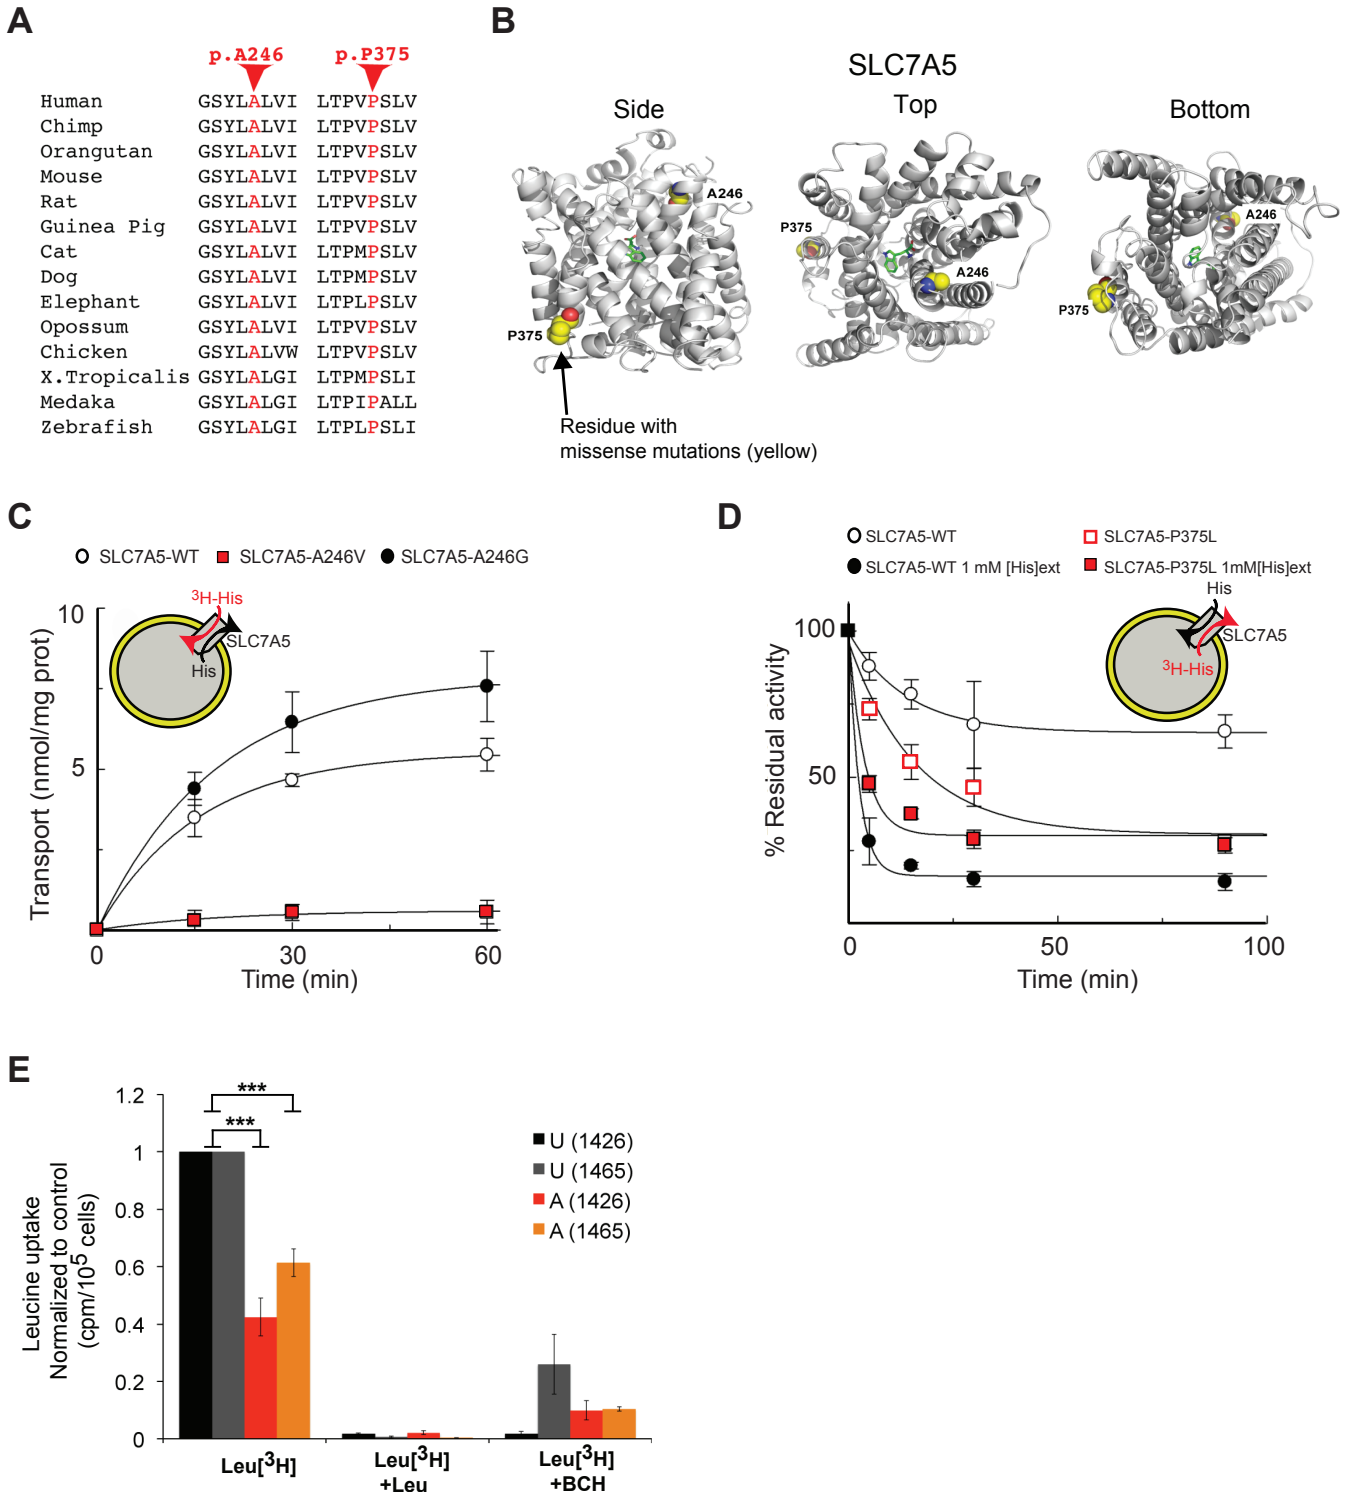 A
p.A246 p.P375
Human GSYLALVI LTPVPSLV
Chimp GSYLALVI LTPVPSLV
Orangutan GSYLALVI LTPVPSLV
Mouse GSYLALVI LTPVPSLV
Rat GSYLALVI LTPVPSLV
Guinea Pig GSYLALVI LTPVPSLV
Cat GSYLALVI LTPMPSLV
Dog GSYLALVI LTPMPSLV
Elephant GSYLALVI LTPLPSLV
Opossum GSYLALVI LTPVPSLV
Chicken GSYLALVW LTPVPSLV
X.Tropicalis GSYLALGI LTPMPSLI
Medaka GSYLALGI LTPIPALL
Zebrafish GSYLALGI LTPLPSLI
B
SLC7A5
Side
Top
Bottom
A246
P375
P375
A246
A246
P375
Residue with
missense mutations (yellow)
C
SLC7A5-WT SLC7A5-A246V SLC7A5-A246G
3H-His
SLC7A5
His
Transport (nmol/mg prot)
10
5
0 30 60
Time (min)
D
SLC7A5-WT SLC7A5-P375L
SLC7A5-WT 1 mM [His]ext SLC7A5-P375L 1mM[His]ext
His
SLC7A5
3H-His
% Residual activity
100
50
0 50 100
Time (min)
E
Leucine uptake
Normalized to control
(cpm/10^5 cells)
1.2
1
0.8
0.6
0.4
0.2
0
***
***
U (1426)
U (1465)
A (1426)
A (1465)
Leu[3H]
Leu[3H]
+Leu
Leu[3H]
+BCH